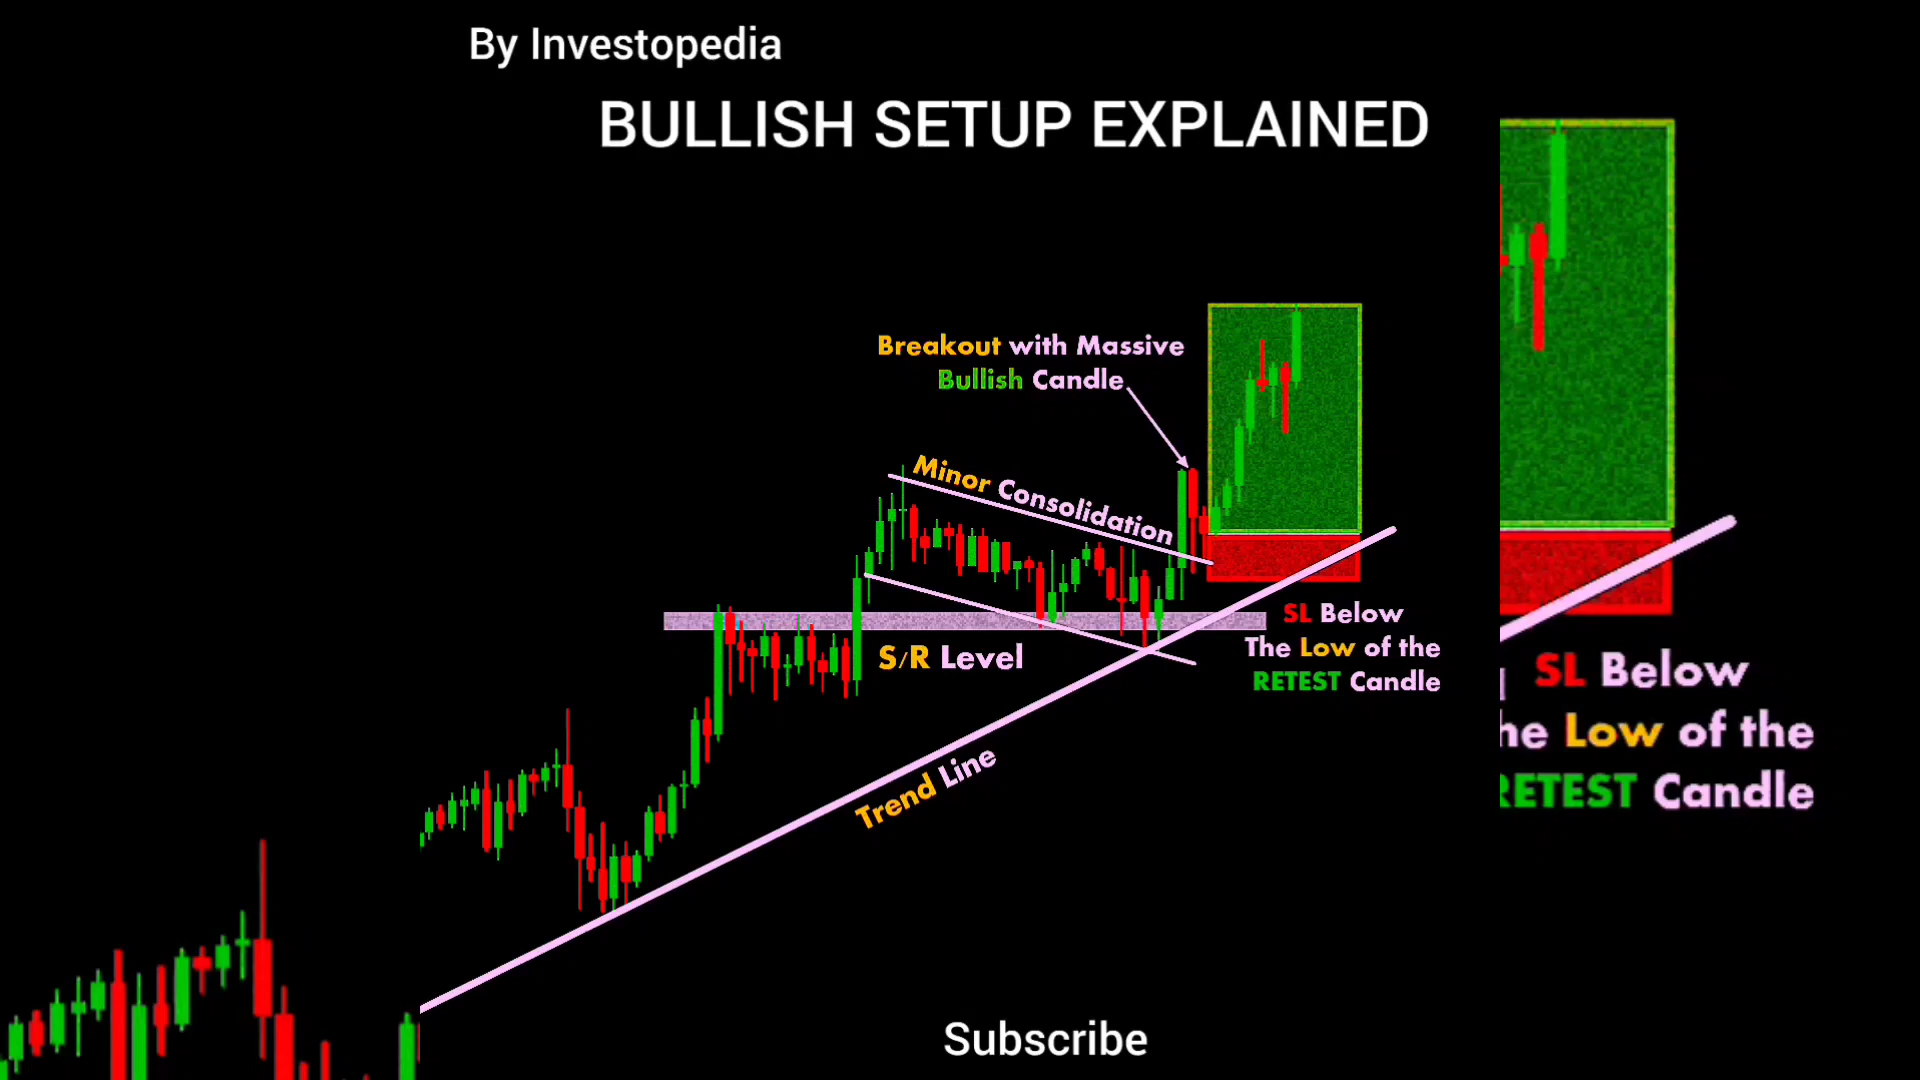 By Investopedia
BULLISH SETUP EXPLAINED
Breakout with Massive
Bullish Candle
Minor Consolidation
S/R Level
SL Below
The Low of the
RETEST Candle
Trend Line
SL Below
he Low of the
RETEST Candle
Subscribe